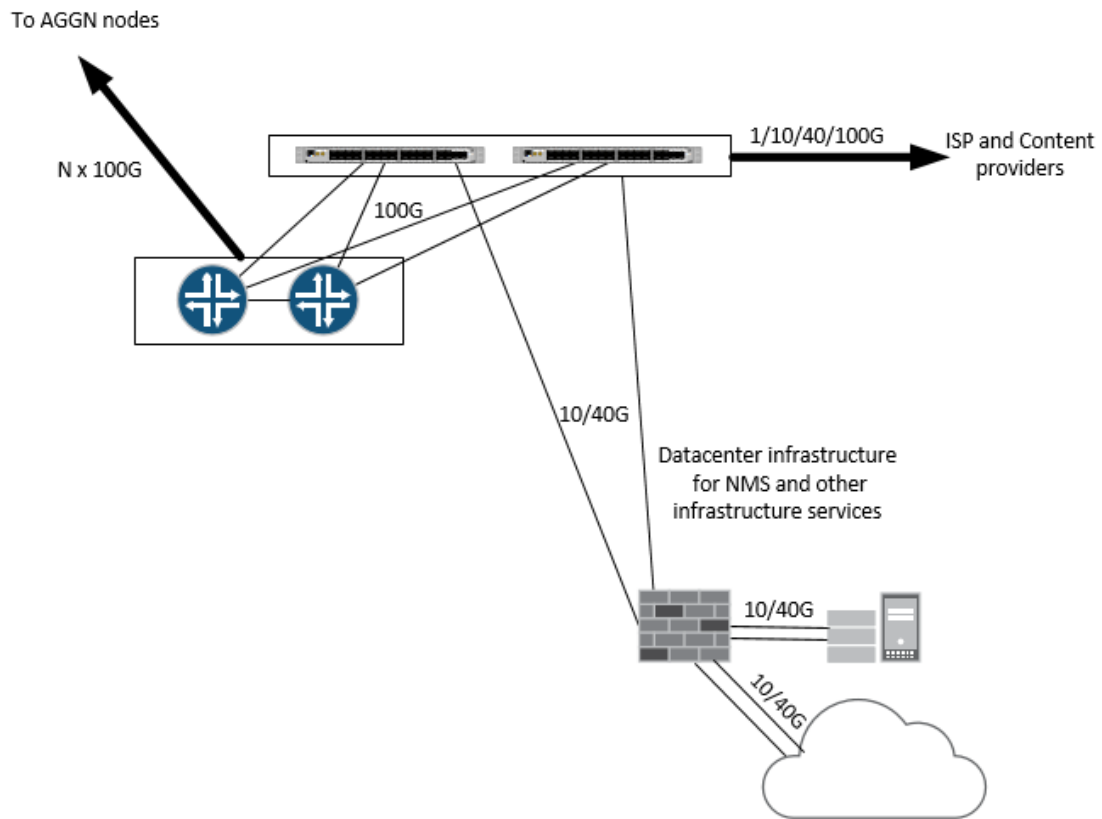 To AGGN nodes
N x 100G
1/10/40/100G
ISP and Content
providers
100G
10/40G
Datacenter infrastructure
for NMS and other
infrastructure services
10/40G
10/40G